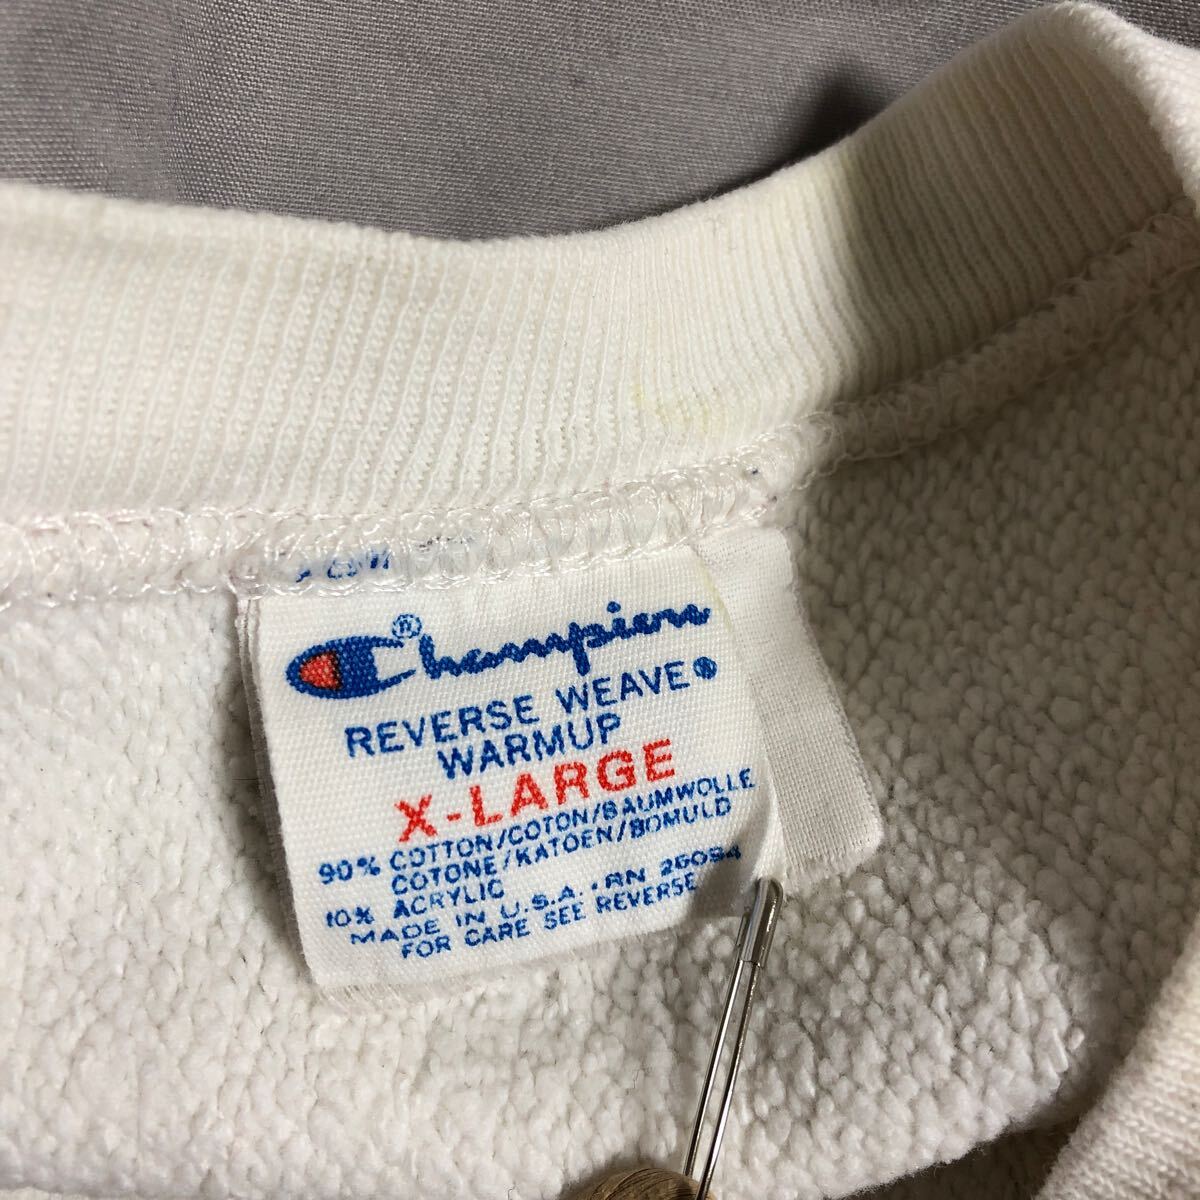 Champion®
REVERSE WEAVE®
WARMUP
X-LARGE
90% COTTON/COTON/BAUMWOLLE
COTONE/KATOEN/BOMULD
10% ACRYLIC
MADE IN U.S.A. · RN 26094
FOR CARE SEE REVERSE